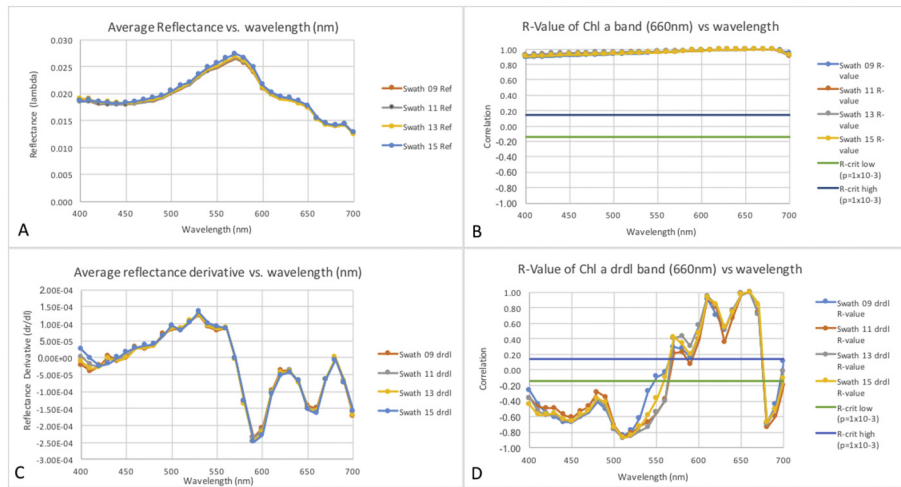 Average Reflectance vs. wavelength (nm)
0.030
0.025
0.020
0.015
0.010
0.005
0.000
Reflectance (lambda)
400 450 500 550 600 650 700
Wavelength (nm)
Swath 09 Ref
Swath 11 Ref
Swath 13 Ref
Swath 15 Ref
A
R-Value of Chl a band (660nm) vs wavelength
1.00
0.80
0.60
0.40
0.20
0.00
-0.20
-0.40
-0.60
-0.80
-1.00
Correlation
400 450 500 550 600 650 700
Wavelength (nm)
Swath 09 R-
value
Swath 11 R-
value
Swath 13 R-
value
Swath 15 R-
value
R-crit low
(p=1x10-3)
R-crit high
(p=1x10-3)
B
Average reflectance derivative vs. wavelength (nm)
2.00E-04
1.50E-04
1.00E-04
5.00E-05
0.00E+00
-5.00E-05
-1.00E-04
-1.50E-04
-2.00E-04
-2.50E-04
-3.00E-04
Reflectance Derivative (dr/dl)
400 450 500 550 600 650 700
Wavelength (nm)
Swath 09 drdl
Swath 11 drdl
Swath 13 drdl
Swath 15 drdl
C
R-Value of Chl a drdl band (660nm) vs wavelength
1.00
0.80
0.60
0.40
0.20
0.00
-0.20
-0.40
-0.60
-0.80
-1.00
Correlation
400 450 500 550 600 650 700
Wavelength (nm)
Swath 09 drdl
R-value
Swath 11 drdl
R-value
Swath 13 drdl
R-value
Swath 15 drdl
R-value
R-crit low
(p=1x10-3)
R-crit high
(p=1x10-3)
D